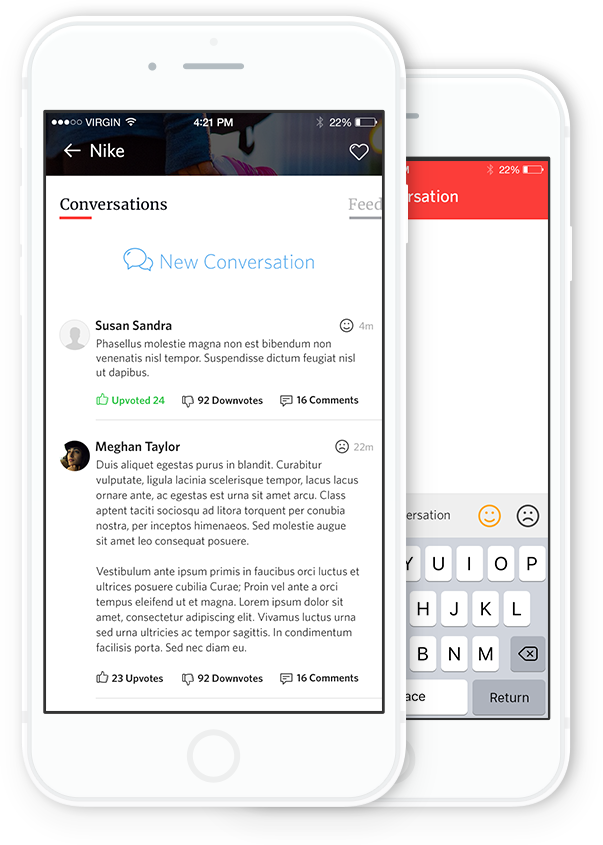 VIRGIN 4:21 PM 22%
Nike
Conversations Feed
New Conversation
Susan Sandra 4m
Phasellus molestie magna non est bibendum non
venenatis nisl tempor. Suspendisse dictum feugiat nisl
ut dapibus.
Upvoted 24 92 Downvotes 16 Comments
Meghan Taylor 22m
Duis aliquet egestas purus in blandit. Curabitur
vulputate, ligula lacinia scelerisque tempor, lacus lacus
ornare ante, ac egestas est urna sit amet arcu. Class
aptent taciti sociosqu ad litora torquent per conubia
nostra, per inceptos himenaeos. Sed molestie augue
sit amet leo consequat posuere.
Vestibulum ante ipsum primis in faucibus orci luctus et
ultrices posuere cubilia Curae; Proin vel ante a orci
tempus eleifend ut et magna. Lorem ipsum dolor sit
amet, consectetur adipiscing elit. Vivamus luctus urna
sed urna ultricies ac tempor sagittis. In condimentum
facilisis porta. Sed nec diam eu.
23 Upvotes 92 Downvotes 16 Comments
M 22%
rsation
ersation
Y U I O P
H J K L
B N M
ace Return